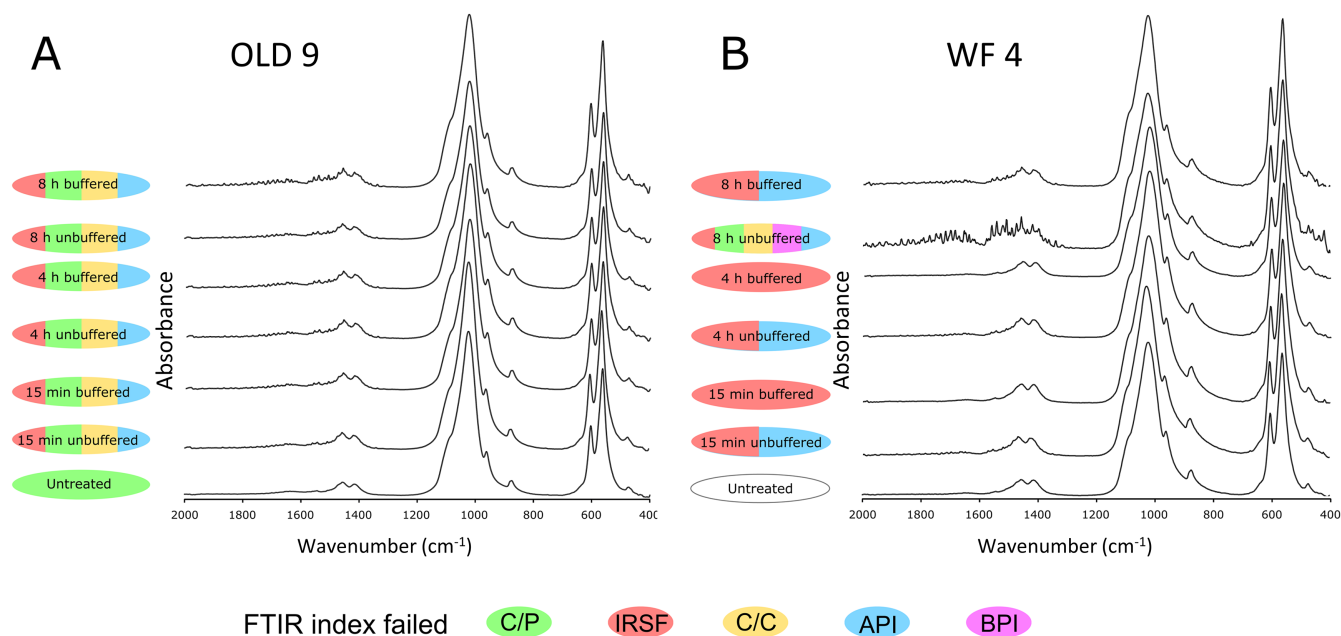 A
OLD 9
8 h buffered
8 h unbuffered
4 h buffered
4 h unbuffered
15 min buffered
15 min unbuffered
Untreated
Absorbance
2000 1800 1600 1400 1200 1000 800 600 400
Wavenumber (cm-1)
B
WF 4
8 h buffered
8 h unbuffered
4 h buffered
4 h unbuffered
15 min buffered
15 min unbuffered
Untreated
Absorbance
2000 1800 1600 1400 1200 1000 800 600 400
Wavenumber (cm-1)
FTIR index failed C/P IRSF C/C API BPI